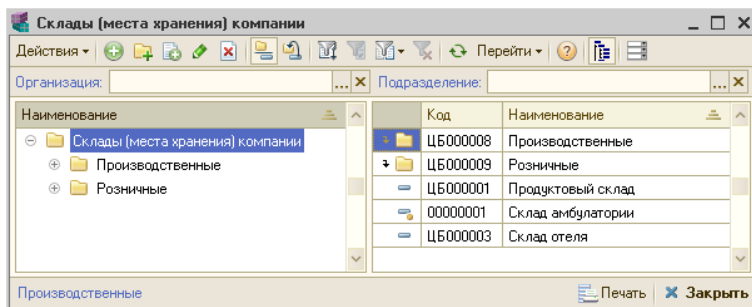 Склады (места хранения) компании
Действия Перейти
Организация: ... Подразделение: ...
Наименование Код Наименование
Склады (места хранения) компании ЦБ000008 Производственные
Производственные ЦБ000009 Розничные
Розничные ЦБ000001 Продуктовый склад
00000001 Склад амбулатории
ЦБ000003 Склад отеля
Производственные Печать Закрыть